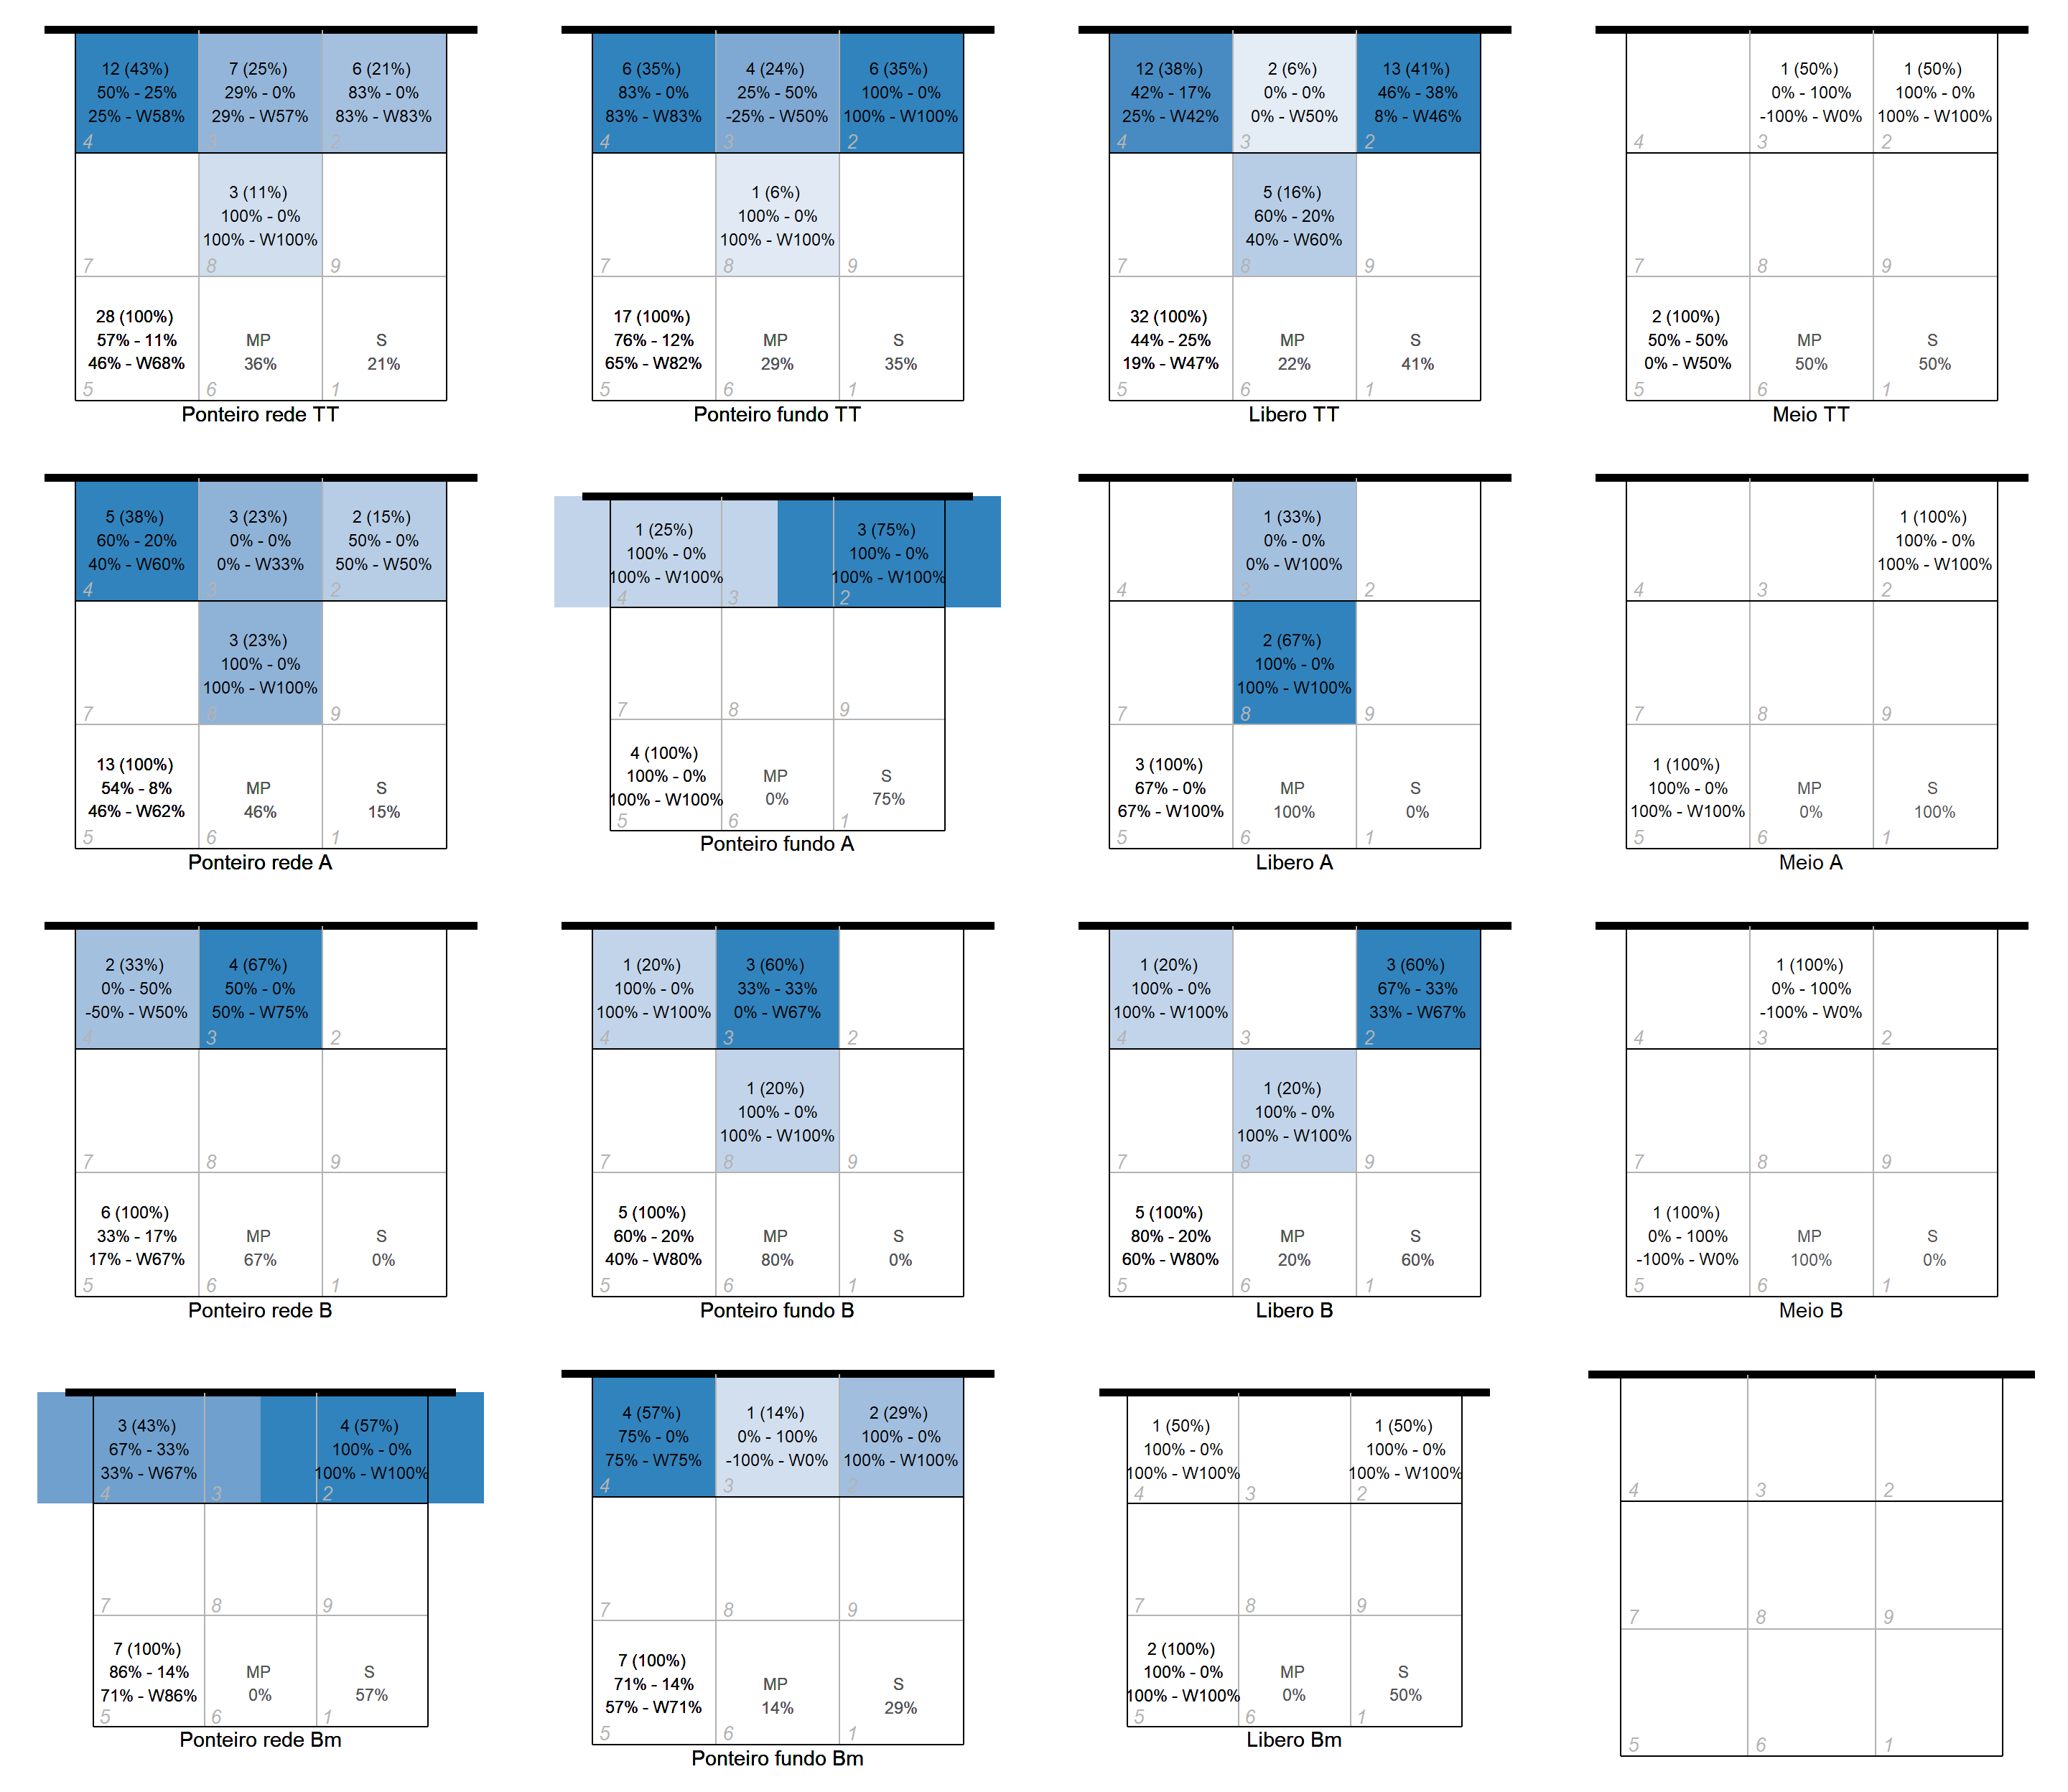 12 (43%)
50% - 25%
25% - W58%
4
7 (25%)
29% - 0%
29% - W57%
3
6 (21%)
83% - 0%
83% - W83%
2
7
3 (11%)
100% - 0%
100% - W100%
8
9
28 (100%)
57% - 11%
46% - W68%
5
MP
36%
6
S
21%
1
Ponteiro rede TT
6 (35%)
83% - 0%
83% - W83%
4
4 (24%)
25% - 50%
-25% - W50%
3
6 (35%)
100% - 0%
100% - W100%
2
7
1 (6%)
100% - 0%
100% - W100%
8
9
17 (100%)
76% - 12%
65% - W82%
5
MP
29%
6
S
35%
1
Ponteiro fundo TT
12 (38%)
42% - 17%
25% - W42%
4
2 (6%)
0% - 0%
0% - W50%
3
13 (41%)
46% - 38%
8% - W46%
2
7
5 (16%)
60% - 20%
40% - W60%
8
9
32 (100%)
44% - 25%
19% - W47%
5
MP
22%
6
S
41%
1
Libero TT
4
1 (50%)
0% - 100%
-100% - W0%
3
1 (50%)
100% - 0%
100% - W100%
2
7
8
9
2 (100%)
50% - 50%
0% - W50%
5
MP
50%
6
S
50%
1
Meio TT
5 (38%)
60% - 20%
40% - W60%
4
3 (23%)
0% - 0%
0% - W33%
3
2 (15%)
50% - 0%
50% - W50%
2
7
3 (23%)
100% - 0%
100% - W100%
8
9
13 (100%)
54% - 8%
46% - W62%
5
MP
46%
6
S
15%
1
Ponteiro rede A
1 (25%)
100% - 0%
100% - W100%
4
3
3 (75%)
100% - 0%
100% - W100%
2
7
8
9
4 (100%)
100% - 0%
100% - W100%
5
MP
0%
6
S
75%
1
Ponteiro fundo A
4
1 (33%)
0% - 0%
0% - W100%
3
2
7
2 (67%)
100% - 0%
100% - W100%
8
9
3 (100%)
67% - 0%
67% - W100%
5
MP
100%
6
S
0%
1
Libero A
4
3
1 (100%)
100% - 0%
100% - W100%
2
7
8
9
1 (100%)
100% - 0%
100% - W100%
5
MP
0%
6
S
100%
1
Meio A
2 (33%)
0% - 50%
-50% - W50%
4
4 (67%)
50% - 0%
50% - W75%
3
2
7
8
9
6 (100%)
33% - 17%
17% - W67%
5
MP
67%
6
S
0%
1
Ponteiro rede B
1 (20%)
100% - 0%
100% - W100%
4
3 (60%)
33% - 33%
0% - W67%
3
2
7
1 (20%)
100% - 0%
100% - W100%
8
9
5 (100%)
60% - 20%
40% - W80%
5
MP
80%
6
S
0%
1
Ponteiro fundo B
1 (20%)
100% - 0%
100% - W100%
4
3
3 (60%)
67% - 33%
33% - W67%
2
7
1 (20%)
100% - 0%
100% - W100%
8
9
5 (100%)
80% - 20%
60% - W80%
5
MP
20%
6
S
60%
1
Libero B
4
1 (100%)
0% - 100%
-100% - W0%
3
2
7
8
9
1 (100%)
0% - 100%
-100% - W0%
5
MP
100%
6
S
0%
1
Meio B
3 (43%)
67% - 33%
33% - W67%
4
3
4 (57%)
100% - 0%
100% - W100%
2
7
8
9
7 (100%)
86% - 14%
71% - W86%
5
MP
0%
6
S
57%
1
Ponteiro rede Bm
4 (57%)
75% - 0%
75% - W75%
4
1 (14%)
0% - 100%
-100% - W0%
3
2 (29%)
100% - 0%
100% - W100%
2
7
8
9
7 (100%)
71% - 14%
57% - W71%
5
MP
14%
6
S
29%
1
Ponteiro fundo Bm
1 (50%)
100% - 0%
100% - W100%
4
3
1 (50%)
100% - 0%
100% - W100%
2
7
8
9
2 (100%)
100% - 0%
100% - W100%
5
MP
0%
6
S
50%
1
Libero Bm
4
3
2
7
8
9
5
6
1